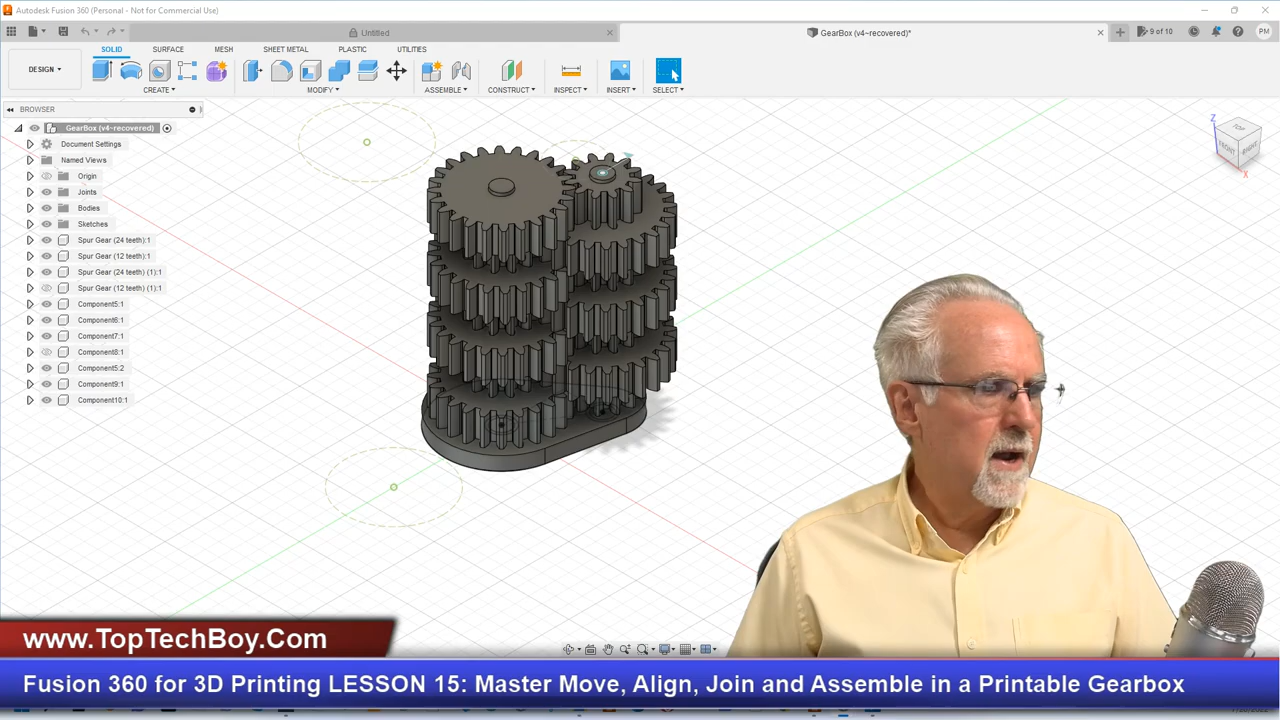 Autodesk Fusion 360 (Personal - Not for Commercial Use)
Untitled
GearBox (v4~recovered)*
9 of 10
PM
SOLID
SURFACE
MESH
SHEET METAL
PLASTIC
UTILITIES
DESIGN
CREATE
MODIFY
ASSEMBLE
CONSTRUCT
INSPECT
INSERT
SELECT
BROWSER
GearBox (v4~recovered)
Document Settings
Named Views
Origin
Joints
Bodies
Sketches
Spur Gear (24 teeth):1
Spur Gear (12 teeth):1
Spur Gear (24 teeth) (1):1
Spur Gear (12 teeth) (1):1
Component5:1
Component6:1
Component7:1
Component8:1
Component5:2
Component9:1
Component10:1
Z
TOP
FRONT
RIGHT
X
www.TopTechBoy.Com
Fusion 360 for 3D Printing LESSON 15: Master Move, Align, Join and Assemble in a Printable Gearbox